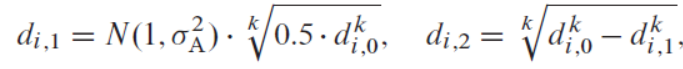 d_{i,1} = N(1, σ_A^2) · \sqrt[k]{0.5 · d_{i,0}^k}, d_{i,2} = \sqrt[k]{d_{i,0}^k − d_{i,1}^k},